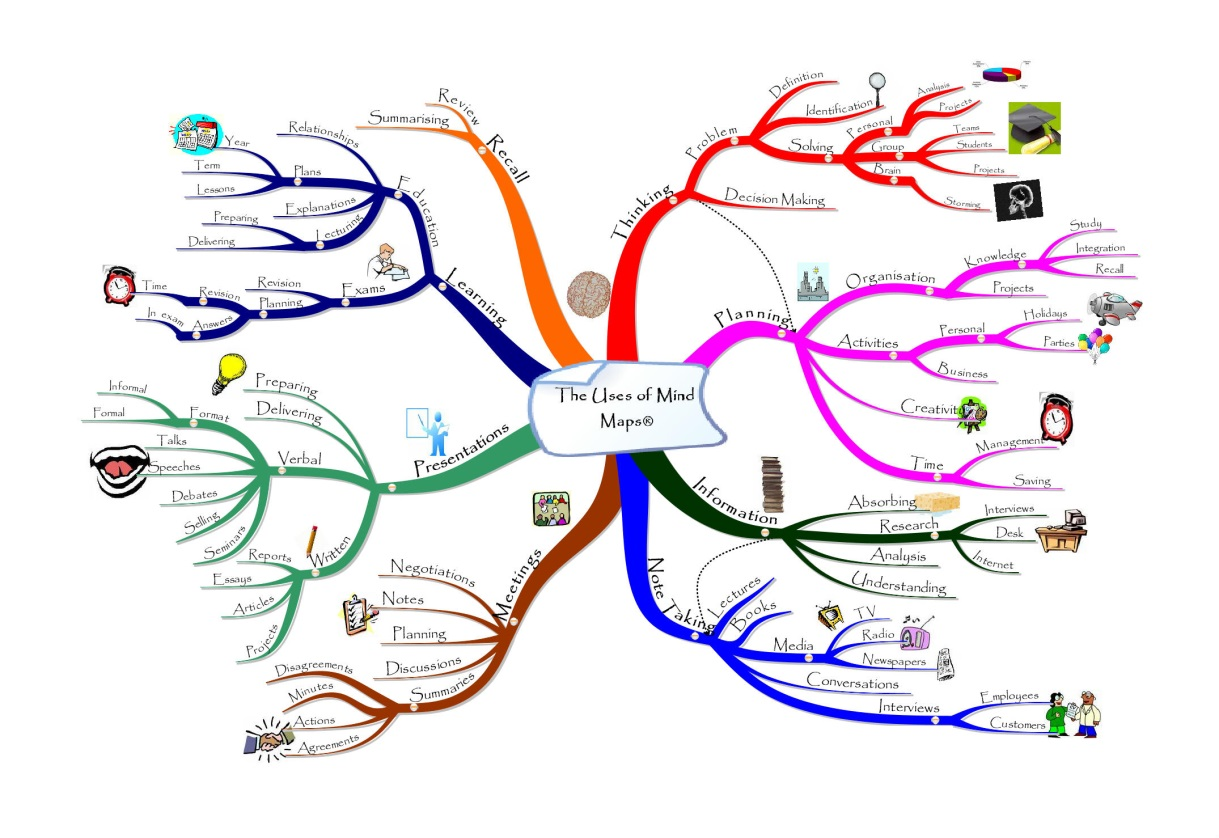 The Uses of Mind
Maps®
Thinking
Problem
Definition
Identification
Solving
Personal
Analysis
Projects
Group
Teams
Students
Brain
Projects
Storming
Decision Making
Planning
Organisation
Knowledge
Study
Integration
Recall
Projects
Activities
Personal
Holidays
Parties
Business
Creativity
Time
Management
Saving
Information
Absorbing
Research
Interviews
Desk
Internet
Analysis
Understanding
Note Taking
Lectures
Books
Media
TV
Radio
Newspapers
Conversations
Interviews
Employees
Customers
Meetings
Negotiations
Notes
Planning
Discussions
Summaries
Disagreements
Minutes
Actions
Agreements
Presentations
Preparing
Delivering
Verbal
Format
Informal
Formal
Talks
Speeches
Debates
Selling
Seminars
Written
Reports
Essays
Articles
Projects
Learning
Education
Relationships
Plans
Year
Term
Lessons
Explanations
Lecturing
Preparing
Delivering
Exams
Revision
Planning
Revision
Time
Answers
In exam
Recall
Review
Summarising